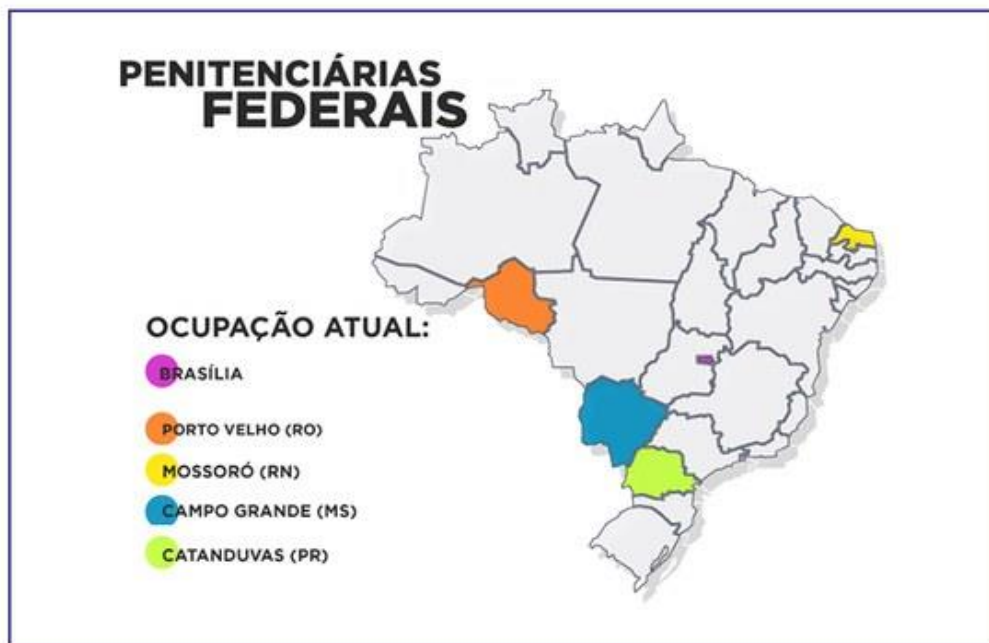 PENITENCIÁRIAS
FEDERAIS
OCUPAÇÃO ATUAL:
BRASÍLIA
PORTO VELHO (RO)
MOSSORÓ (RN)
CAMPO GRANDE (MS)
CATANDUVAS (PR)